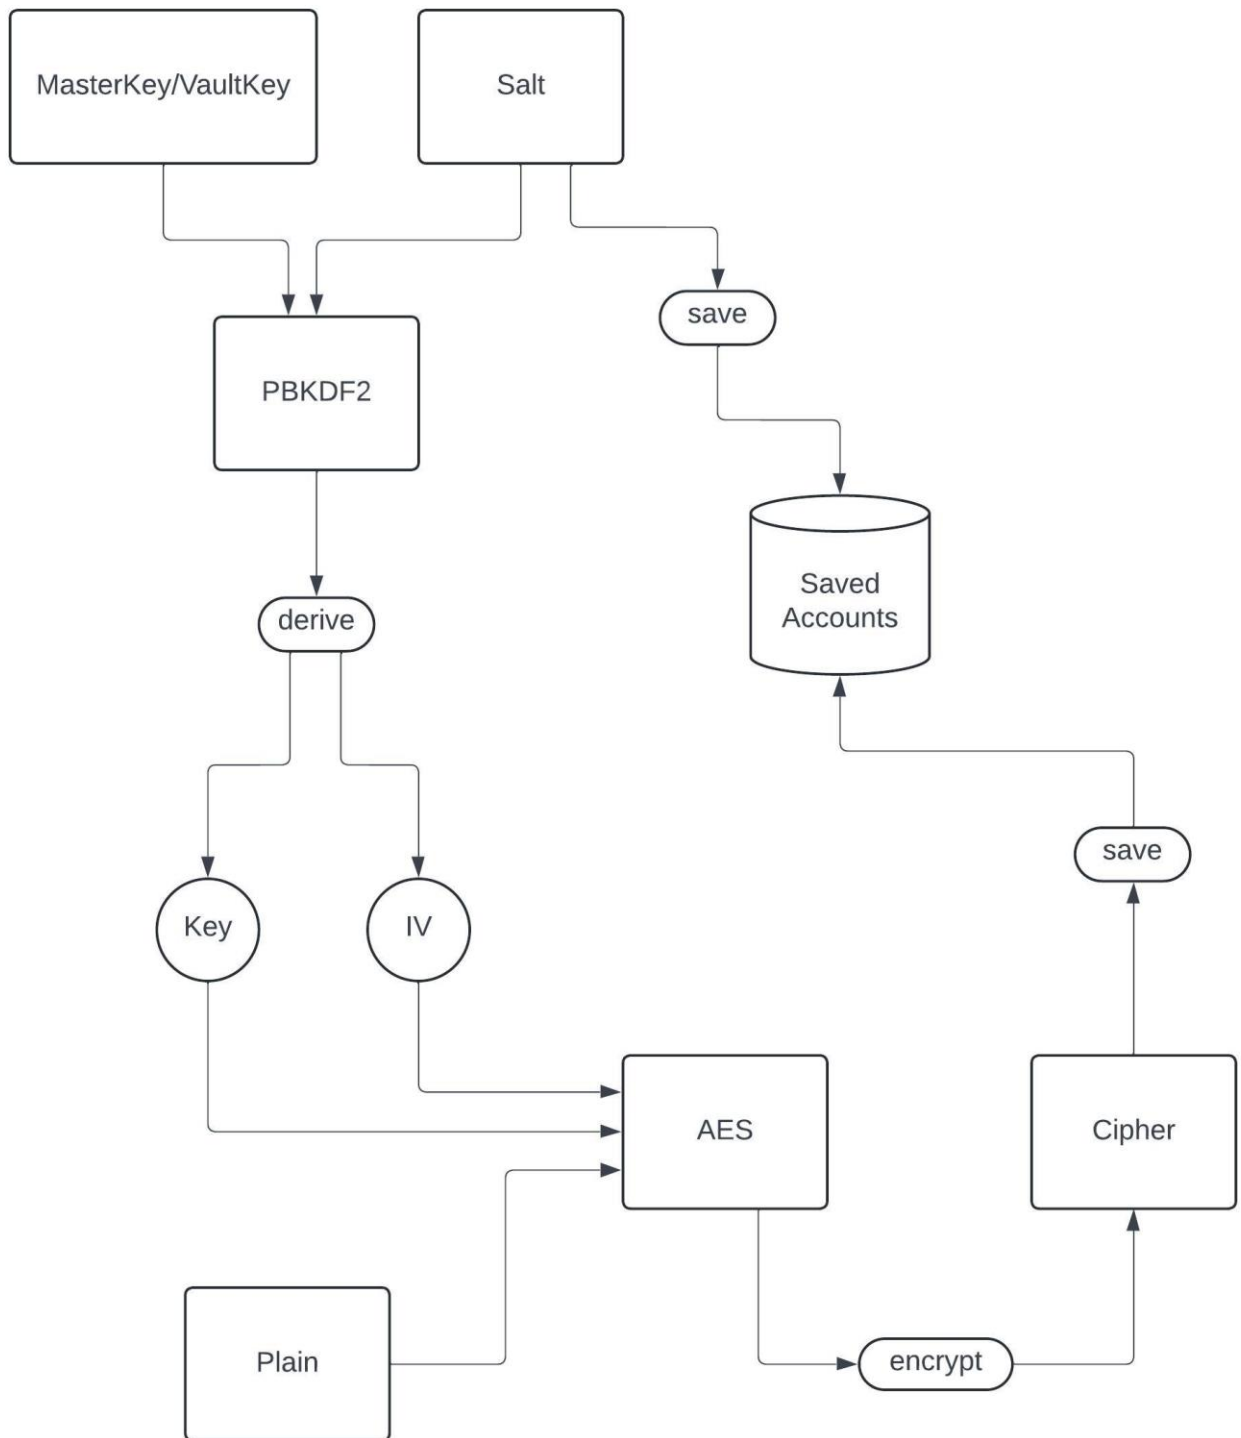 MasterKey/VaultKey
Salt
save
PBKDF2
Saved
Accounts
derive
save
Key
IV
AES
Cipher
Plain
encrypt